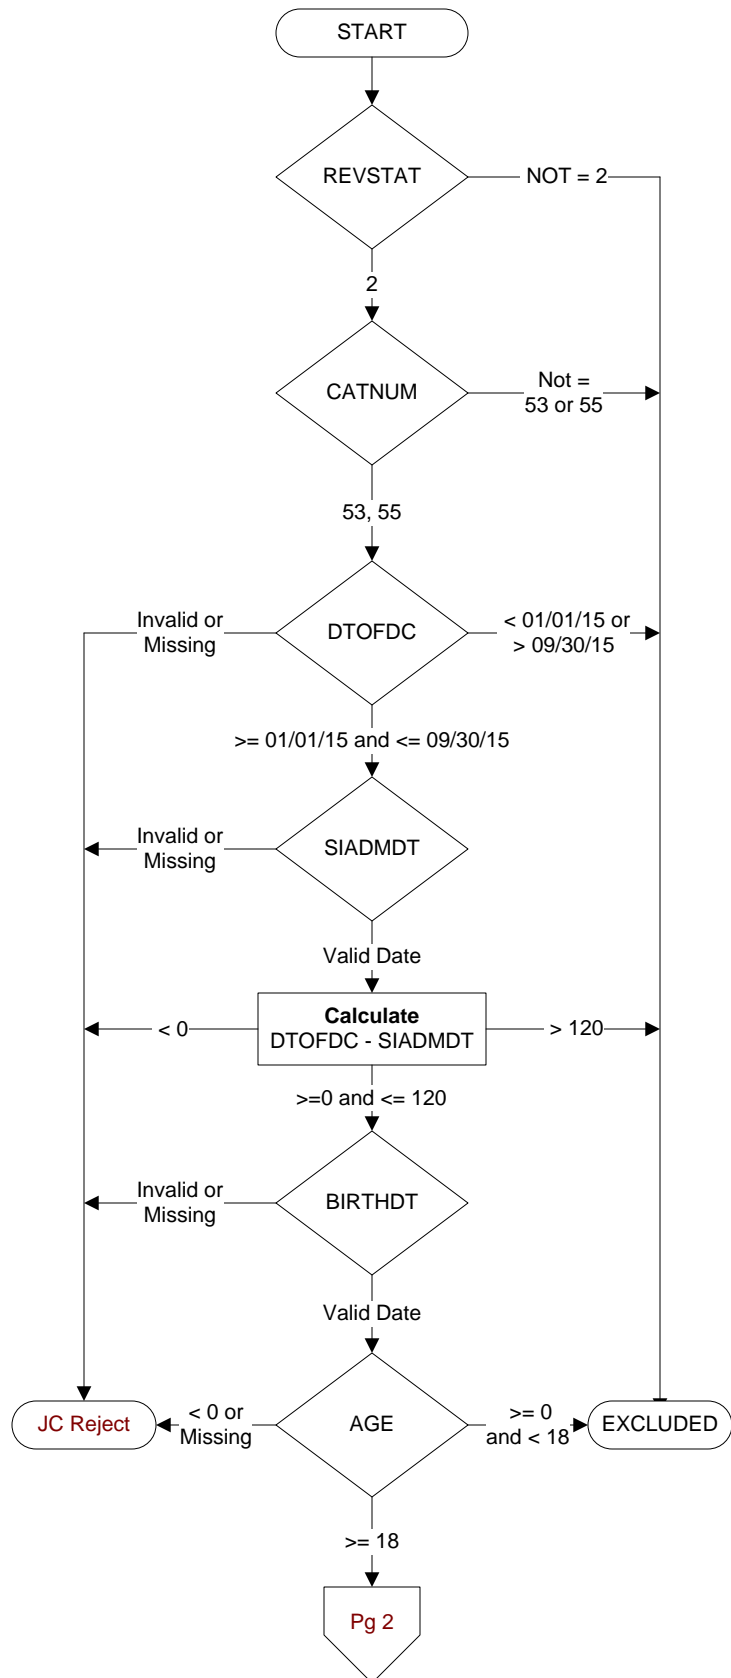 START
REVSTAT
NOT = 2
2
CATNUM
Not =
53 or 55
53, 55
Invalid or
Missing
DTOFDC
< 01/01/15 or
> 09/30/15
>= 01/01/15 and <= 09/30/15
Invalid or
Missing
SIADMDT
Valid Date
< 0
Calculate
DTOFDC - SIADMDT
> 120
>=0 and <= 120
Invalid or
Missing
BIRTHDT
Valid Date
JC Reject
< 0 or
Missing
AGE
>= 0
and < 18
EXCLUDED
>= 18
Pg 2